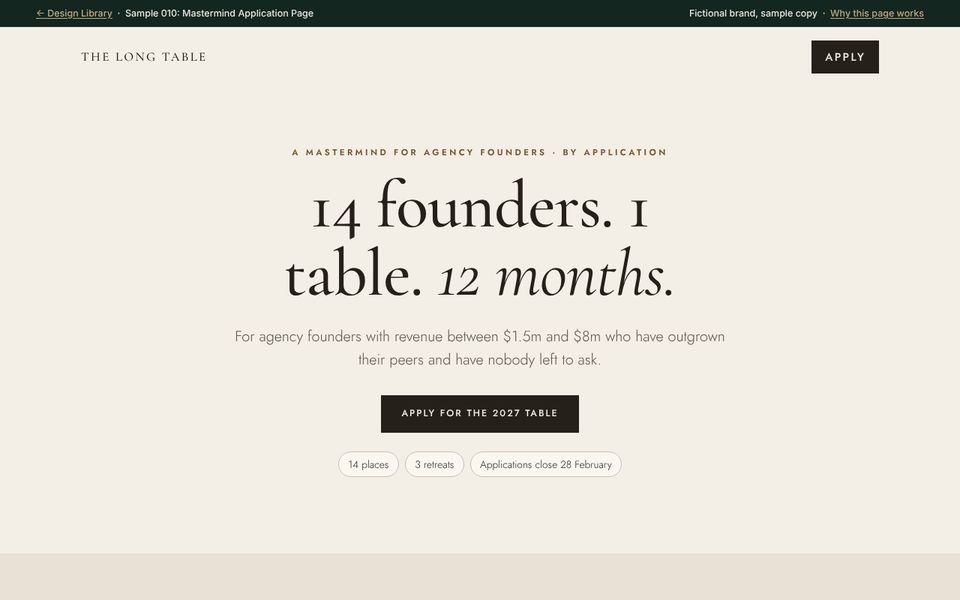 ← Design Library · Sample 010: Mastermind Application Page
Fictional brand, sample copy · Why this page works
THE LONG TABLE
APPLY
A MASTERMIND FOR AGENCY FOUNDERS · BY APPLICATION
14 founders. 1
table. 12 months.
For agency founders with revenue between $1.5m and $8m who have outgrown
their peers and have nobody left to ask.
APPLY FOR THE 2027 TABLE
14 places
3 retreats
Applications close 28 February